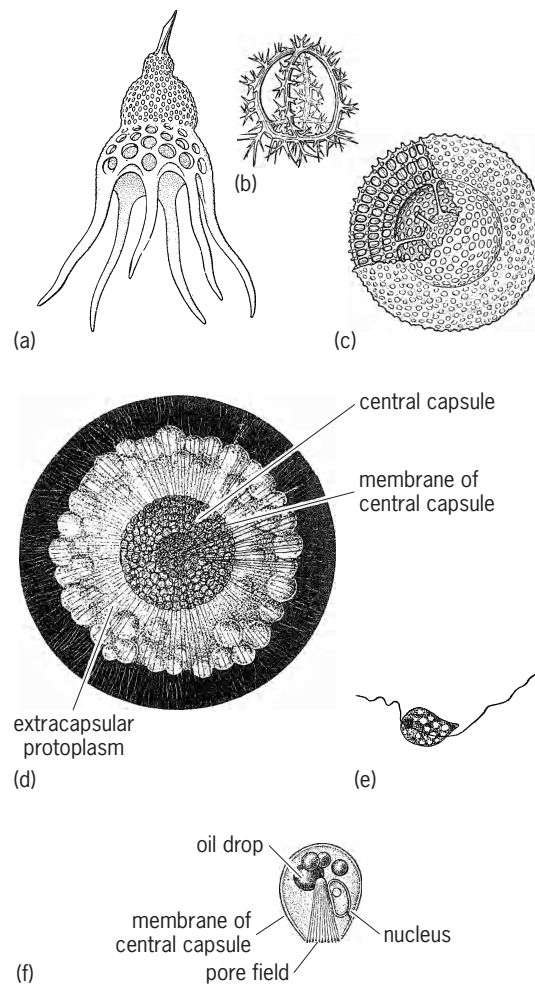 (a)
(b)
(c)
central capsule
membrane of
central capsule
extracapsular
protoplasm
(d)
(e)
oil drop
membrane of
central capsule
nucleus
pore field
(f)